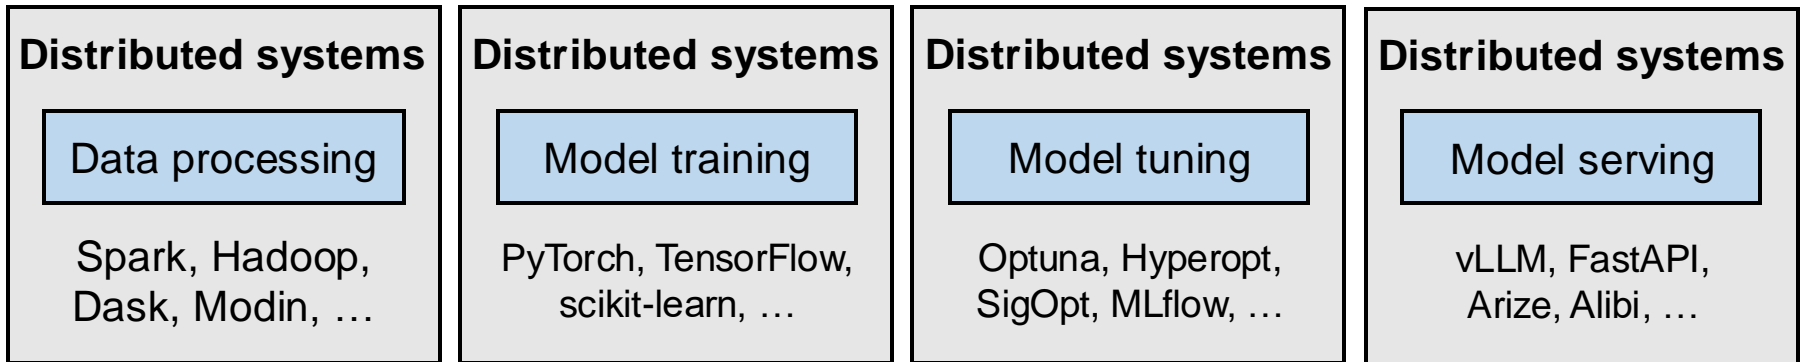 Distributed systems
Data processing
Spark, Hadoop,
Dask, Modin, …
Distributed systems
Model training
PyTorch, TensorFlow,
scikit-learn, …
Distributed systems
Model tuning
Optuna, Hyperopt,
SigOpt, MLflow, …
Distributed systems
Model serving
vLLM, FastAPI,
Arize, Alibi, …